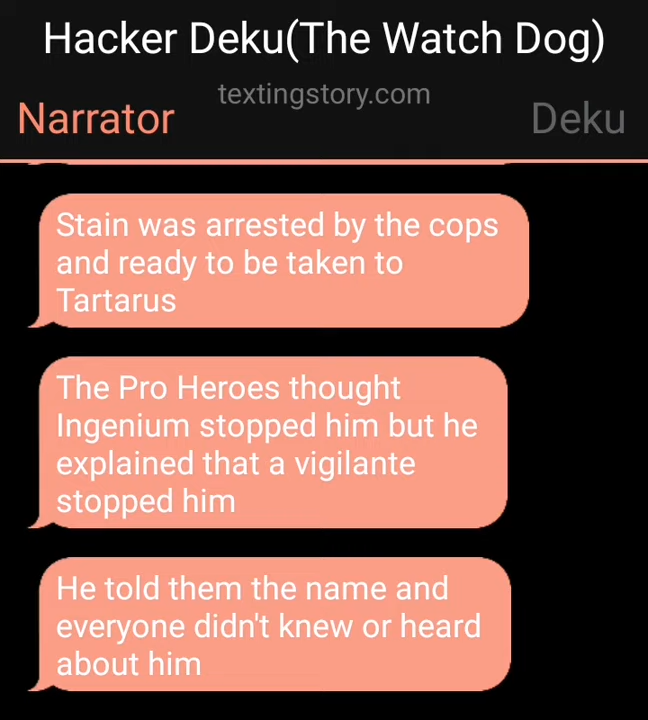 Hacker Deku(The Watch Dog)
textingstory.com
Narrator
Deku
Stain was arrested by the cops
and ready to be taken to
Tartarus
The Pro Heroes thought
Ingenium stopped him but he
explained that a vigilante
stopped him
He told them the name and
everyone didn't knew or heard
about him